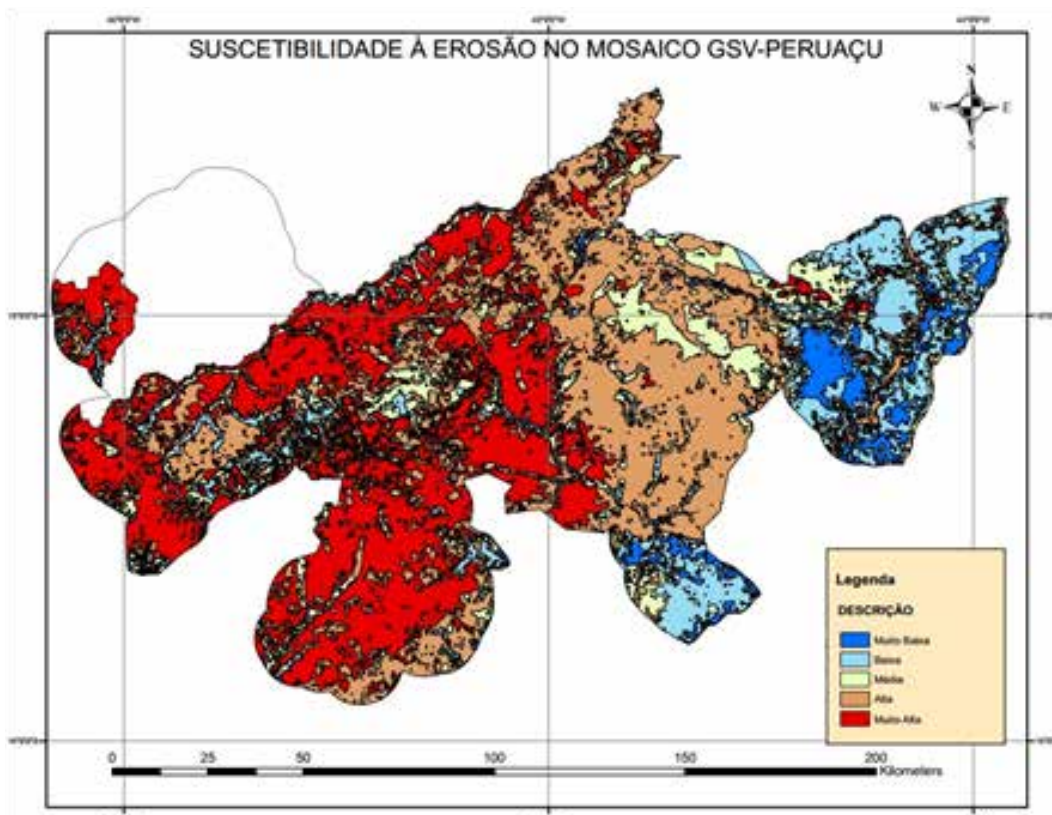 SUSCETIBILIDADE À EROSÃO NO MOSAICO GSV-PERUAÇU
N
W E
S
Legenda
DESCRIÇÃO
Muito Baixa
Baixa
Média
Alta
Muito Alta
0 25 50 100 150 200
Kilometers